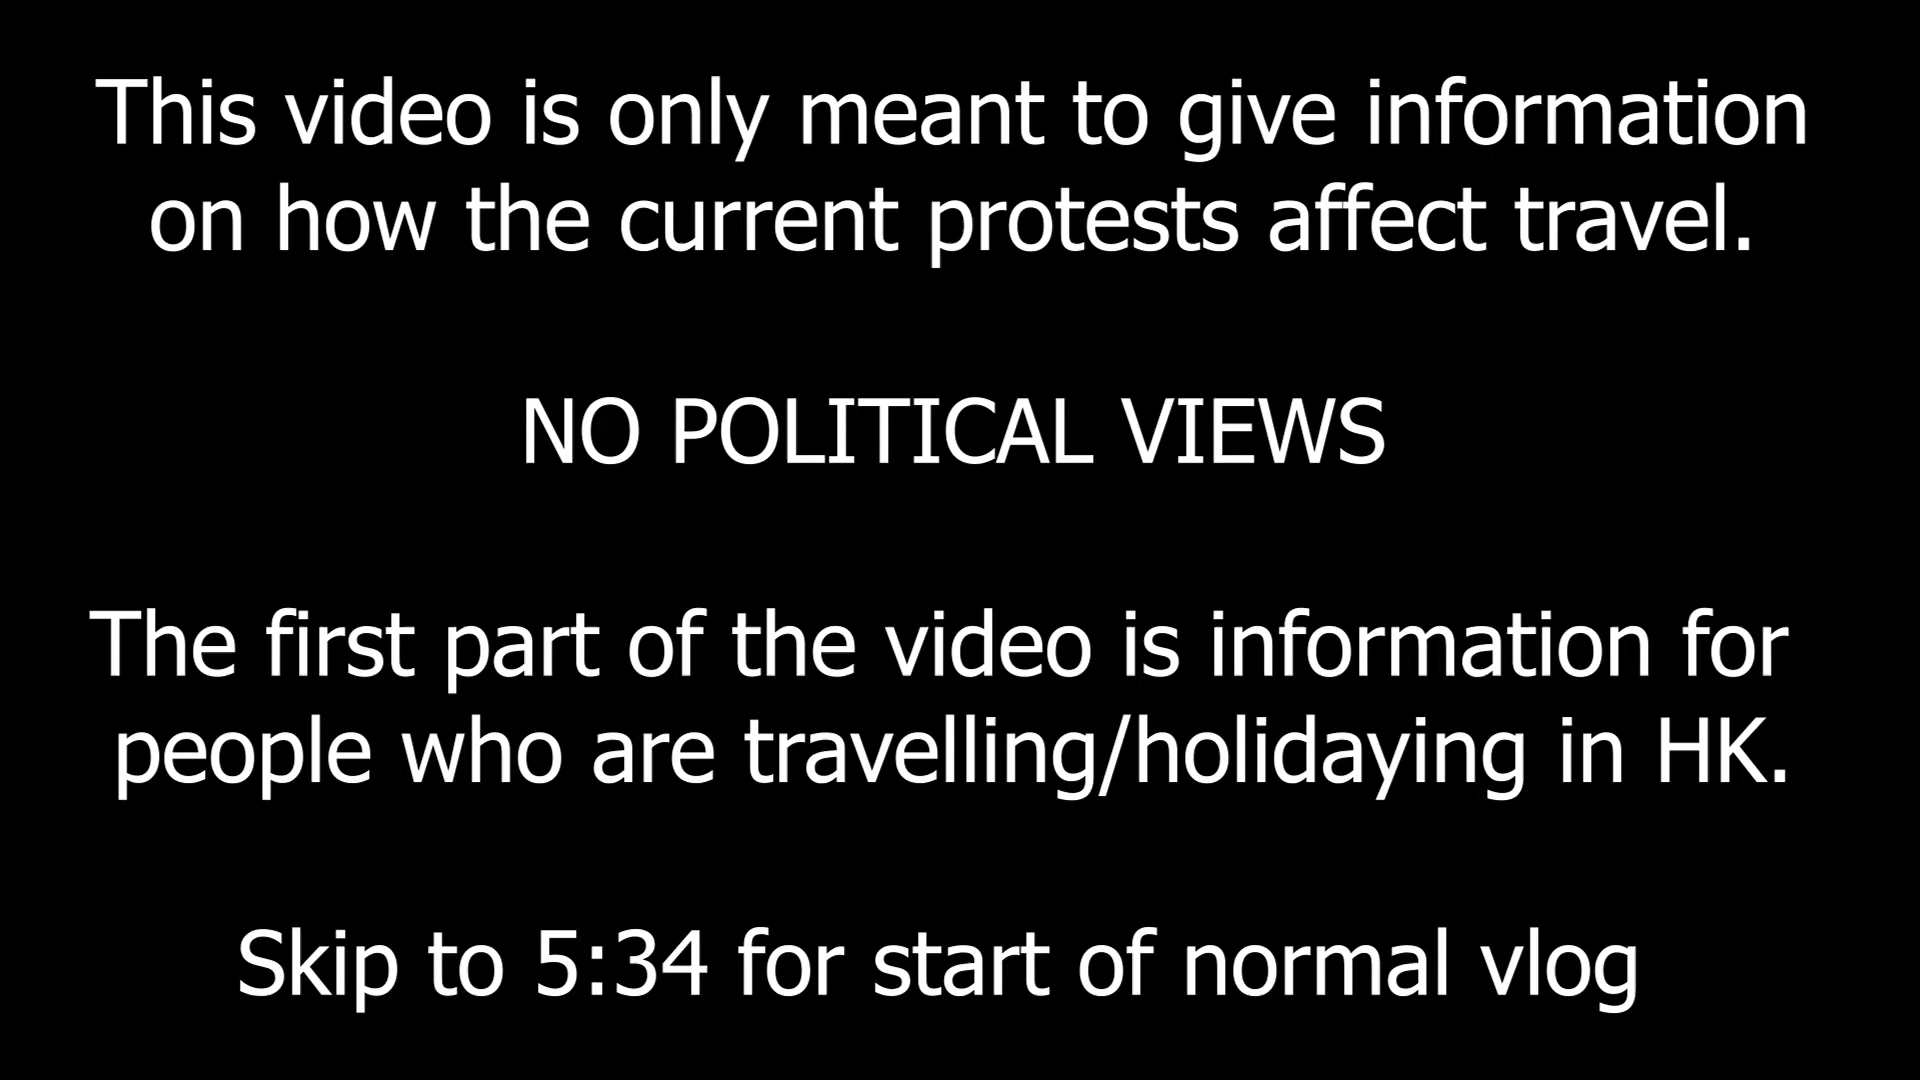 This video is only meant to give information
on how the current protests affect travel.
NO POLITICAL VIEWS
The first part of the video is information for
people who are travelling/holidaying in HK.
Skip to 5:34 for start of normal vlog